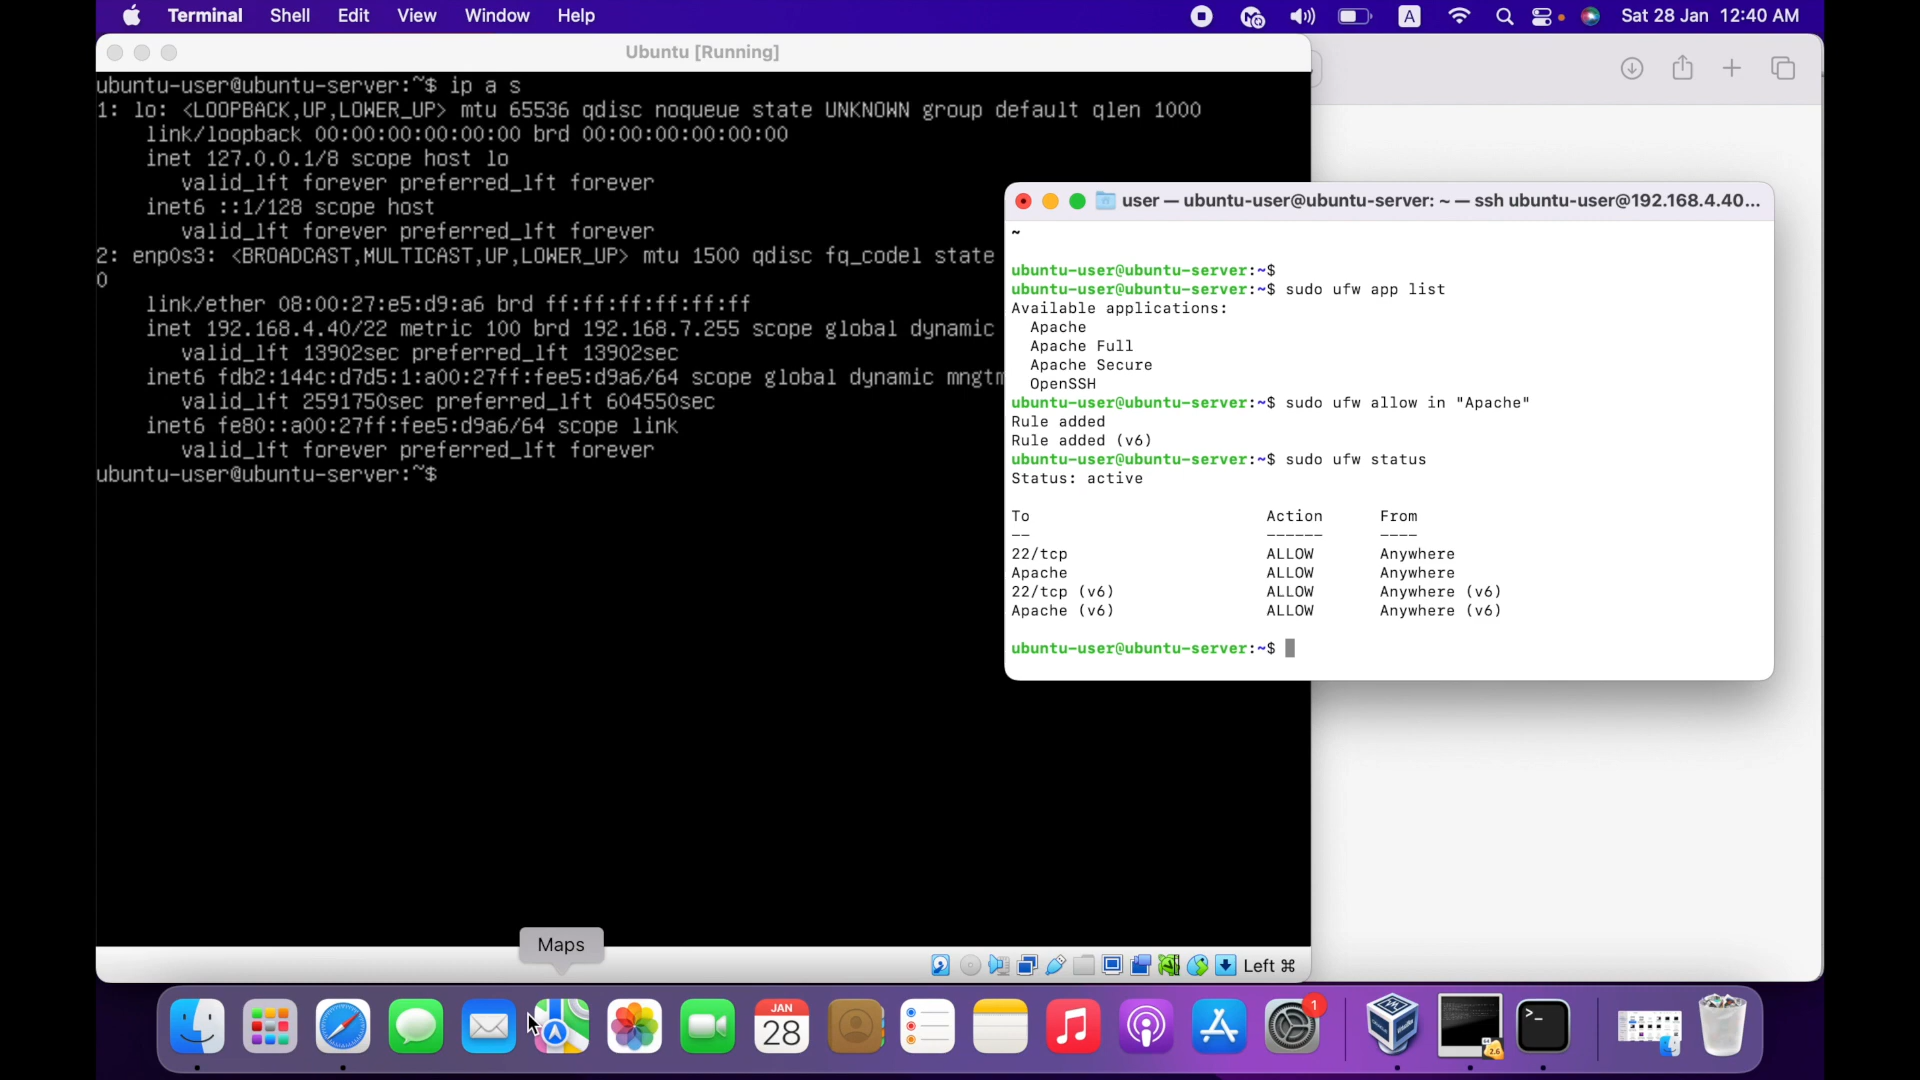 Terminal Shell Edit View Window Help
A
Sat 28 Jan 12:40 AM
Ubuntu [Running]
ubuntu-user@ubuntu-server:~$ ip a s
1: lo: <LOOPBACK,UP,LOWER_UP> mtu 65536 qdisc noqueue state UNKNOWN group default qlen 1000
link/loopback 00:00:00:00:00:00 brd 00:00:00:00:00:00
inet 127.0.0.1/8 scope host lo
valid_lft forever preferred_lft forever
inet6 ::1/128 scope host
valid_lft forever preferred_lft forever
2: enp0s3: <BROADCAST,MULTICAST,UP,LOWER_UP> mtu 1500 qdisc fq_codel state
0
link/ether 08:00:27:e5:d9:a6 brd ff:ff:ff:ff:ff:ff
inet 192.168.4.40/22 metric 100 brd 192.168.7.255 scope global dynamic
valid_lft 13902sec preferred_lft 13902sec
inet6 fdb2:144c:d7d5:1:a00:27ff:fee5:d9a6/64 scope global dynamic mngtm
valid_lft 2591750sec preferred_lft 604550sec
inet6 fe80::a00:27ff:fee5:d9a6/64 scope link
valid_lft forever preferred_lft forever
ubuntu-user@ubuntu-server:~$
user — ubuntu-user@ubuntu-server: ~ — ssh ubuntu-user@192.168.4.40...
~
ubuntu-user@ubuntu-server:~$
ubuntu-user@ubuntu-server:~$ sudo ufw app list
Available applications:
Apache
Apache Full
Apache Secure
OpenSSH
ubuntu-user@ubuntu-server:~$ sudo ufw allow in "Apache"
Rule added
Rule added (v6)
ubuntu-user@ubuntu-server:~$ sudo ufw status
Status: active
To Action From
-- ------ ----
22/tcp ALLOW Anywhere
Apache ALLOW Anywhere
22/tcp (v6) ALLOW Anywhere (v6)
Apache (v6) ALLOW Anywhere (v6)
ubuntu-user@ubuntu-server:~$
Maps
Left ⌘
JAN
28
1
>_
2.6